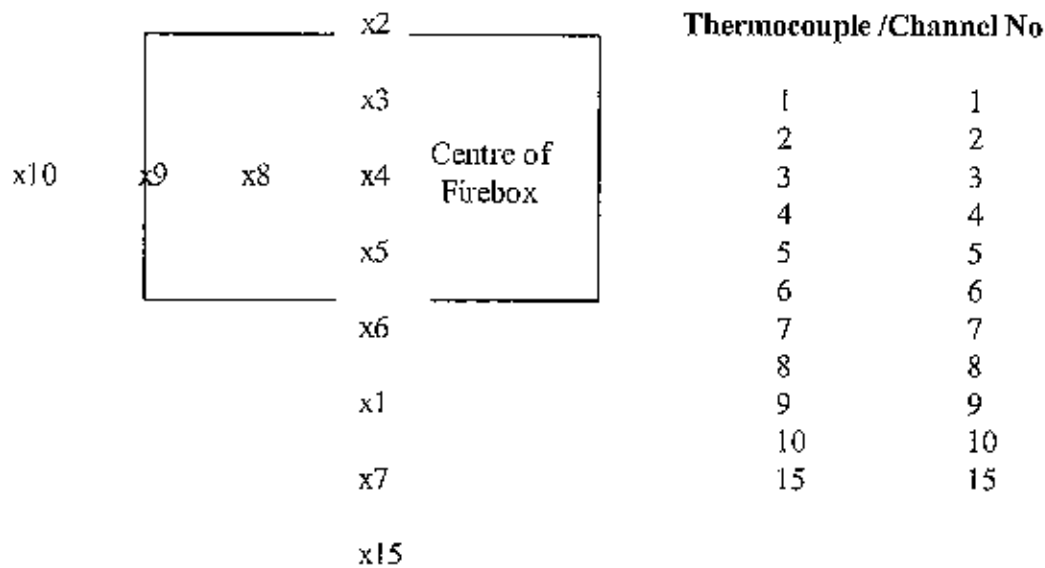 x2
x3
x10 x9 x8 x4 Centre of
Firebox
x5
x6
x1
x7
x15
Thermocouple /Channel No
1 1
2 2
3 3
4 4
5 5
6 6
7 7
8 8
9 9
10 10
15 15